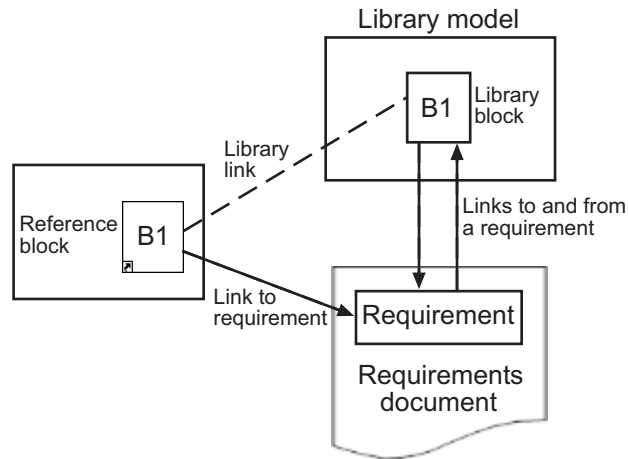 Library model
B1
Library
block
Library
link
Reference
block
B1
Links to and from
a requirement
Link to
requirement
Requirement
Requirements
document